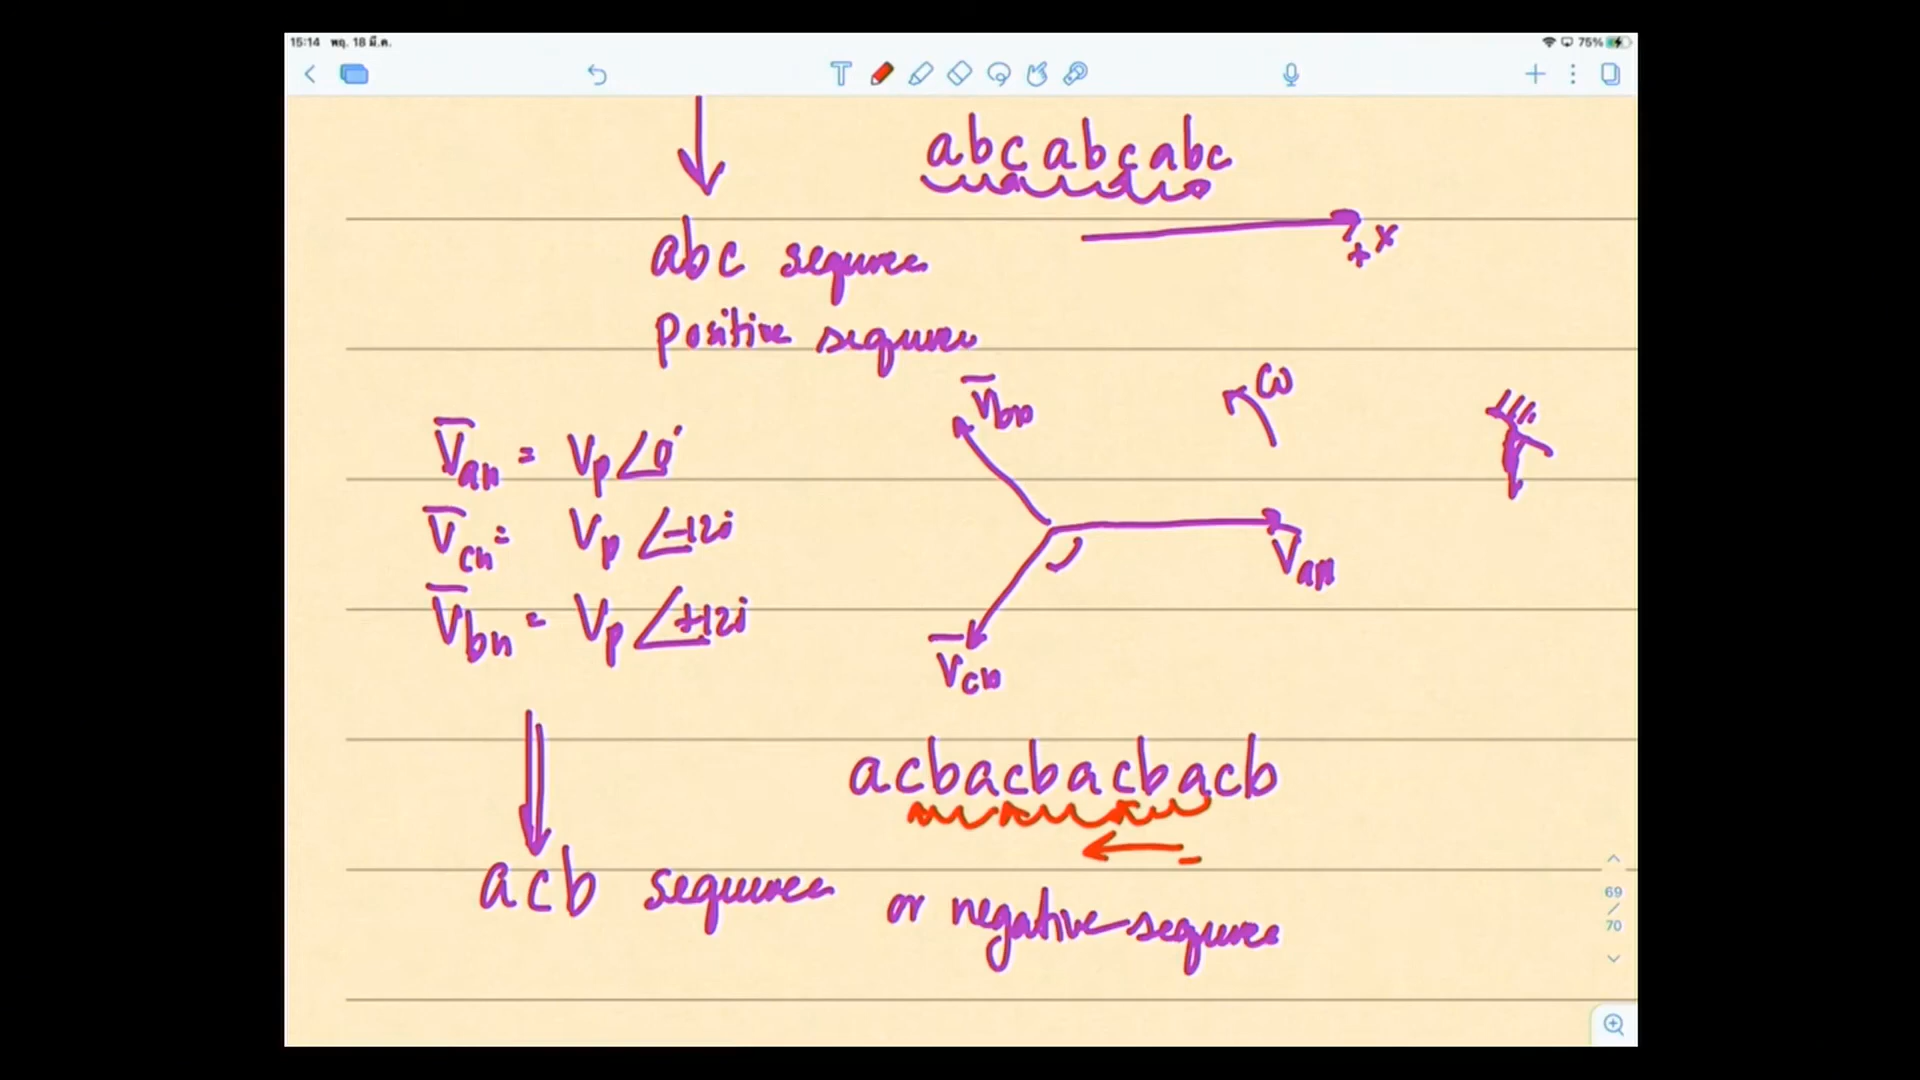 15:14 พฤ. 18 มี.ค. 75%
abcabcabc
+x
abc sequence
positive sequence
V̅bn
ω
V̅an = Vp∠0°
V̅cn = Vp∠-120°
V̅bn = Vp∠+120°
V̅an
V̅cn
acbacbacbacb
-
acb sequence or negative sequence
69
/
70